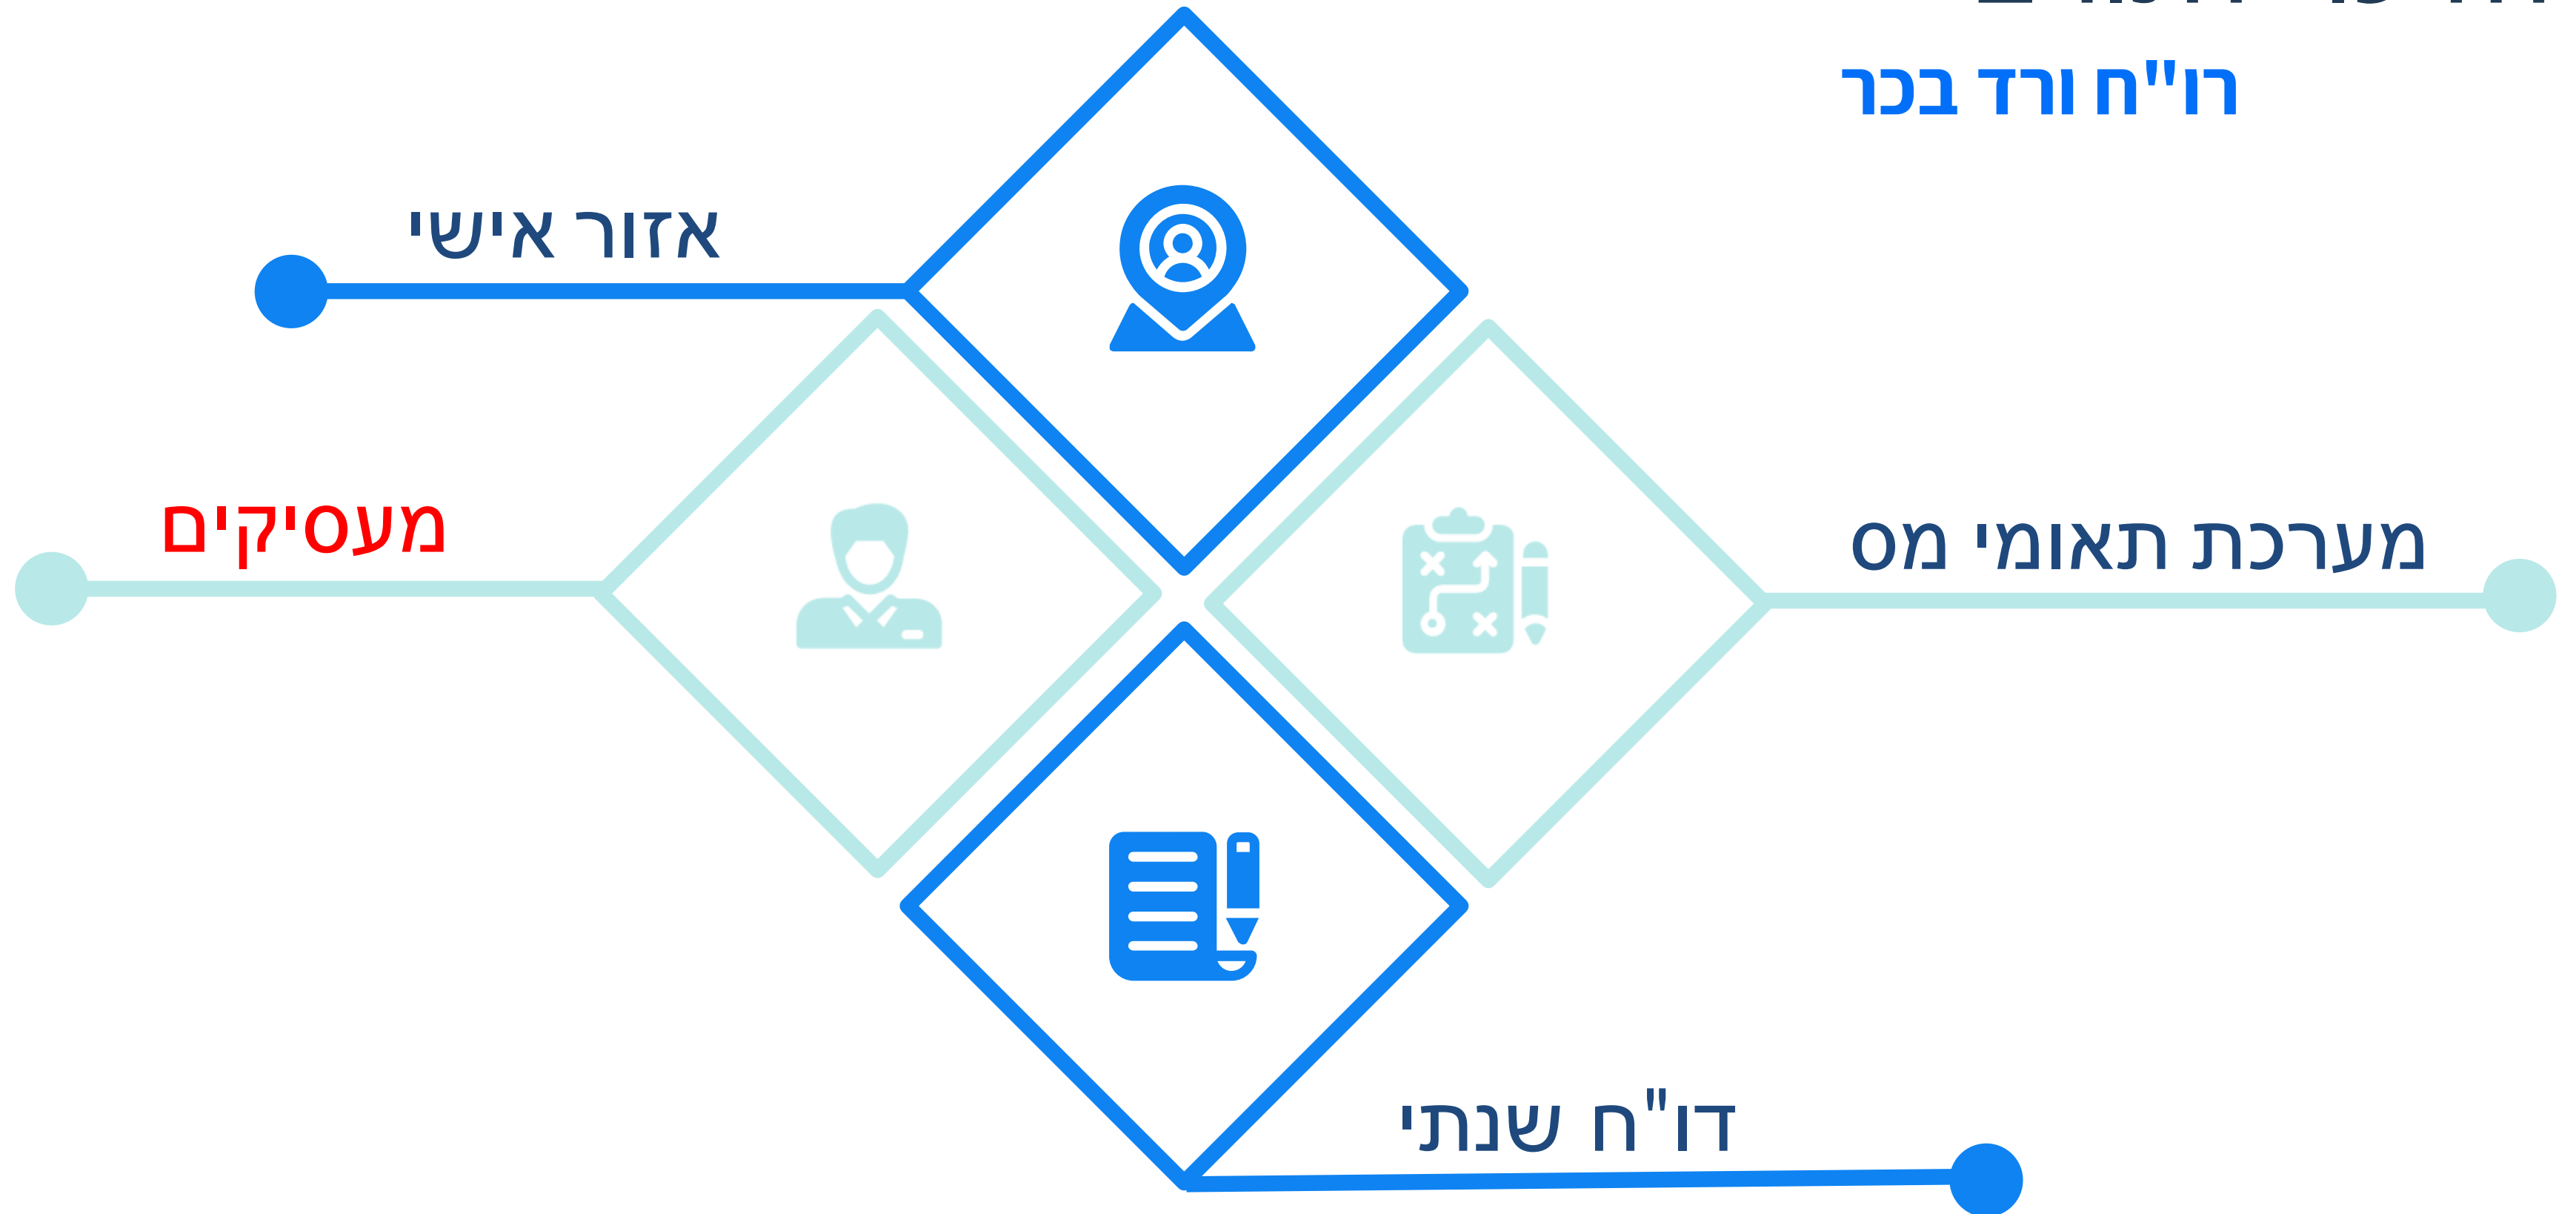 רו"ח ורד בכר
אזור אישי
מעסיקים
מערכת תאומי מס
דו"ח שנתי